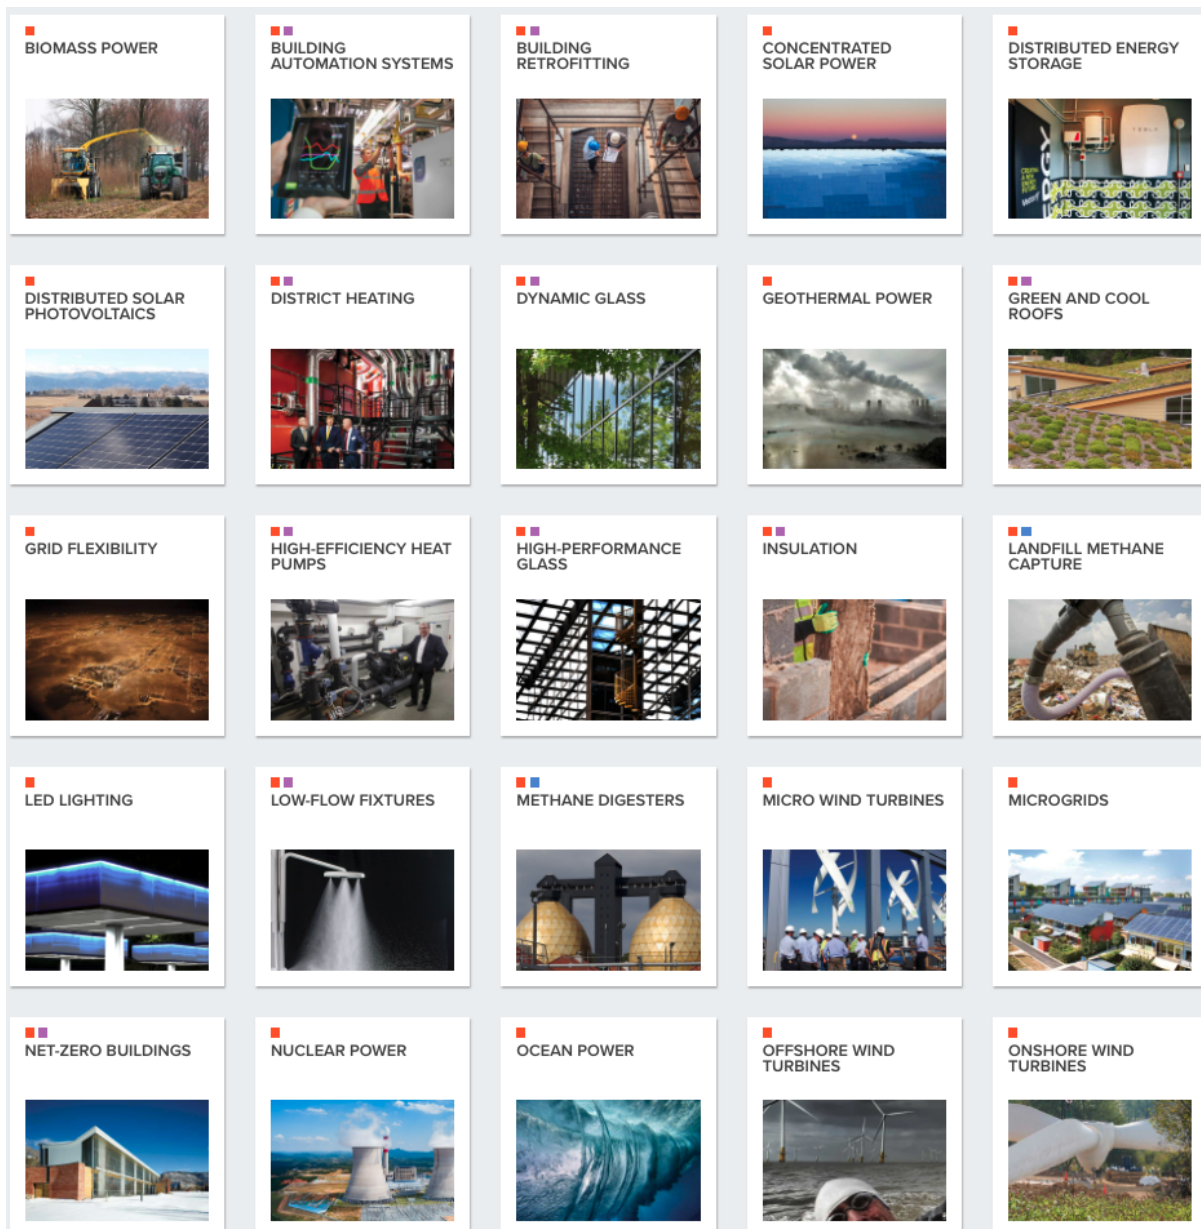 BIOMASS POWER
BUILDING
AUTOMATION SYSTEMS
BUILDING
RETROFITTING
CONCENTRATED
SOLAR POWER
DISTRIBUTED ENERGY
STORAGE
TESLA
ERGY
DISTRIBUTED SOLAR
PHOTOVOLTAICS
DISTRICT HEATING
DYNAMIC GLASS
GEOTHERMAL POWER
GREEN AND COOL
ROOFS
GRID FLEXIBILITY
HIGH-EFFICIENCY HEAT
PUMPS
HIGH-PERFORMANCE
GLASS
INSULATION
LANDFILL METHANE
CAPTURE
LED LIGHTING
LOW-FLOW FIXTURES
METHANE DIGESTERS
MICRO WIND TURBINES
MICROGRIDS
NET-ZERO BUILDINGS
NUCLEAR POWER
OCEAN POWER
OFFSHORE WIND
TURBINES
ONSHORE WIND
TURBINES